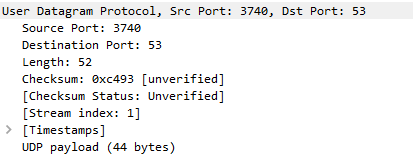 User Datagram Protocol, Src Port: 3740, Dst Port: 53
Source Port: 3740
Destination Port: 53
Length: 52
Checksum: 0xc493 [unverified]
[Checksum Status: Unverified]
[Stream index: 1]
[Timestamps]
UDP payload (44 bytes)